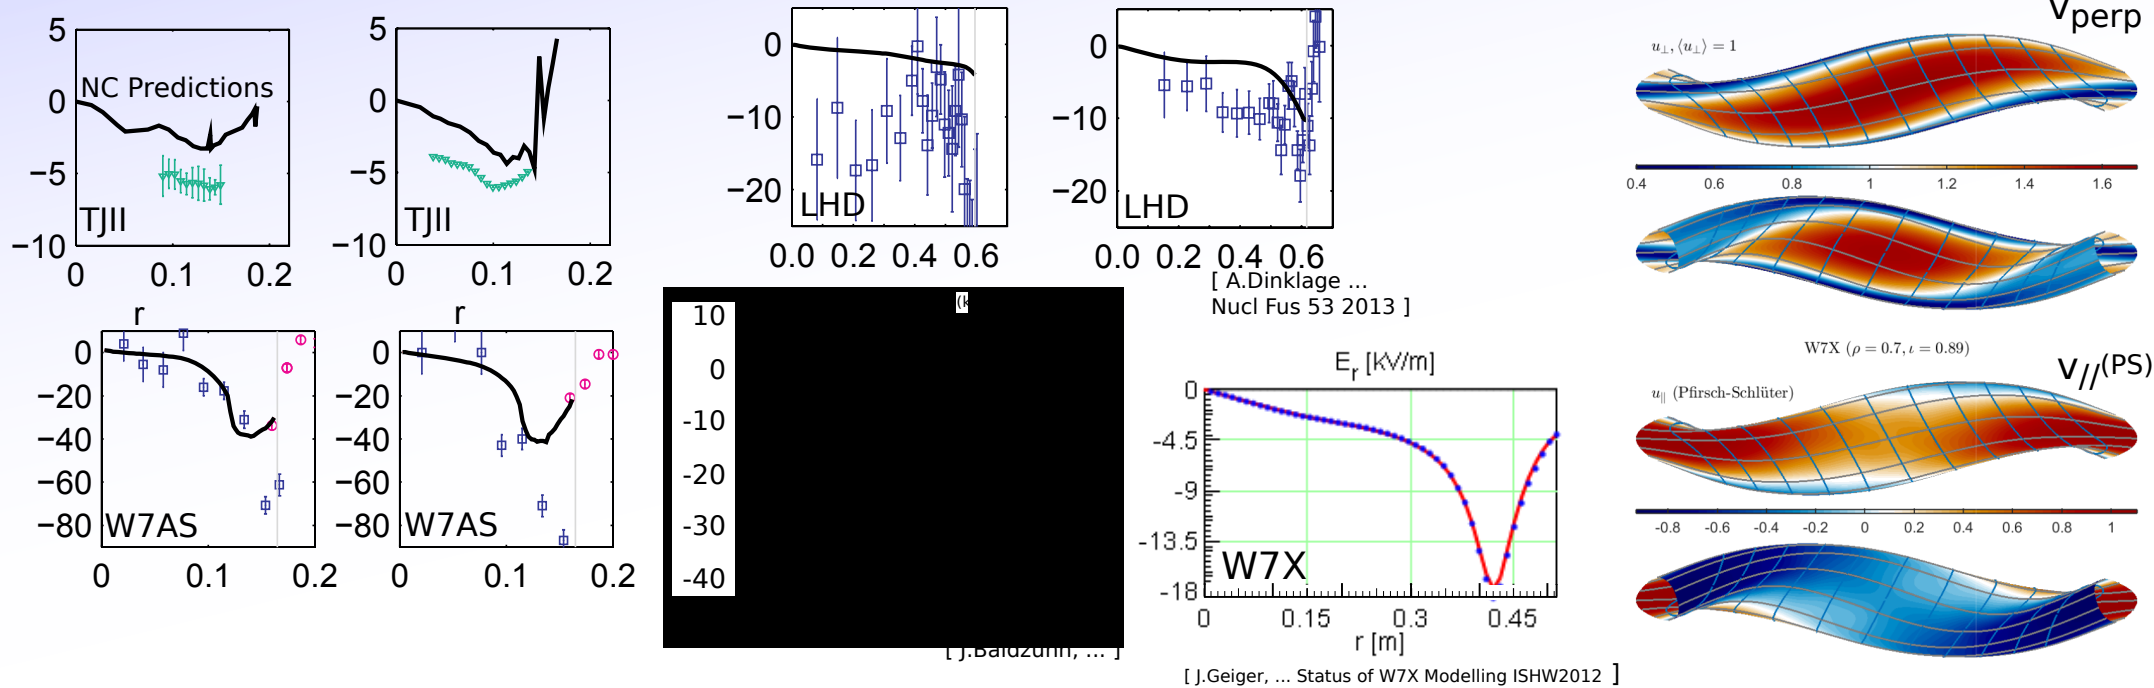 5
0
−5
−10
NC Predictions
TJII
0
0.1
0.2
r
5
0
−5
−10
TJII
0
0.1
0.2
r
0
−10
−20
LHD
0.0 0.2 0.4 0.6
0
−10
−20
LHD
0.0 0.2 0.4 0.6
[ A.Dinklage ...
Nucl Fus 53 2013 ]
0
−20
−40
−60
−80
W7AS
0
0.1
0.2
0
−20
−40
−60
−80
W7AS
0
0.1
0.2
(k
10
0
-10
-20
-30
-40
[ J.Baldzuhn, ... ]
E_r [kV/m]
0
-4.5
-9
-13.5
-18
W7X
0
0.15
0.3
0.45
r [m]
[ J.Geiger, ... Status of W7X Modelling ISHW2012 ]
v_perp
u⊥, ⟨u⊥⟩ = 1
0.4 0.6 0.8 1 1.2 1.4 1.6
W7X (ρ = 0.7, ι = 0.89)
v_//^(PS)
u∥ (Pfirsch-Schlüter)
-0.8 -0.6 -0.4 -0.2 0 0.2 0.4 0.6 0.8 1